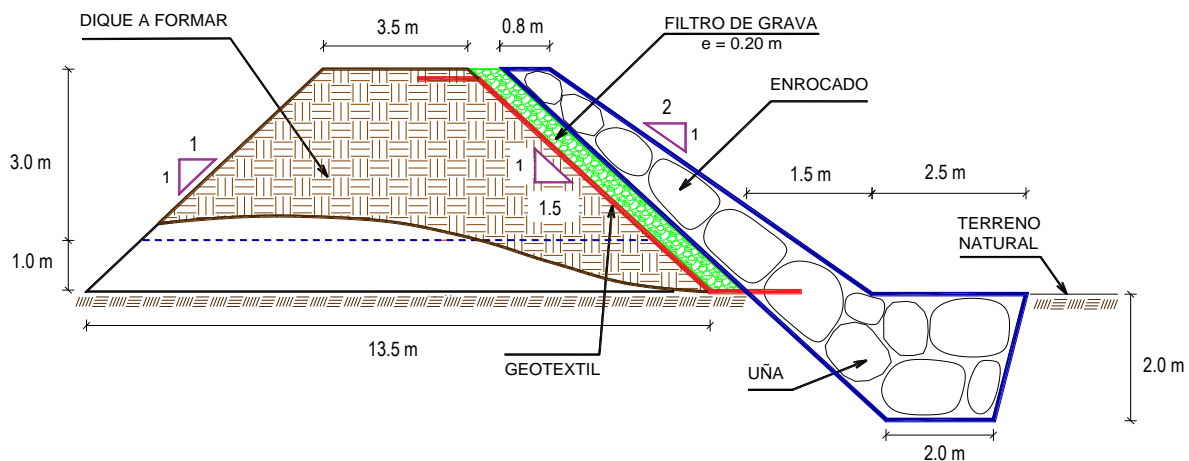 DIQUE A FORMAR
3.5 m
0.8 m
FILTRO DE GRAVA
e = 0.20 m
ENROCADO
2
1
1
1
3.0 m
1
1.5
1.5 m
2.5 m
TERRENO
NATURAL
1.0 m
13.5 m
GEOTEXTIL
UÑA
2.0 m
2.0 m